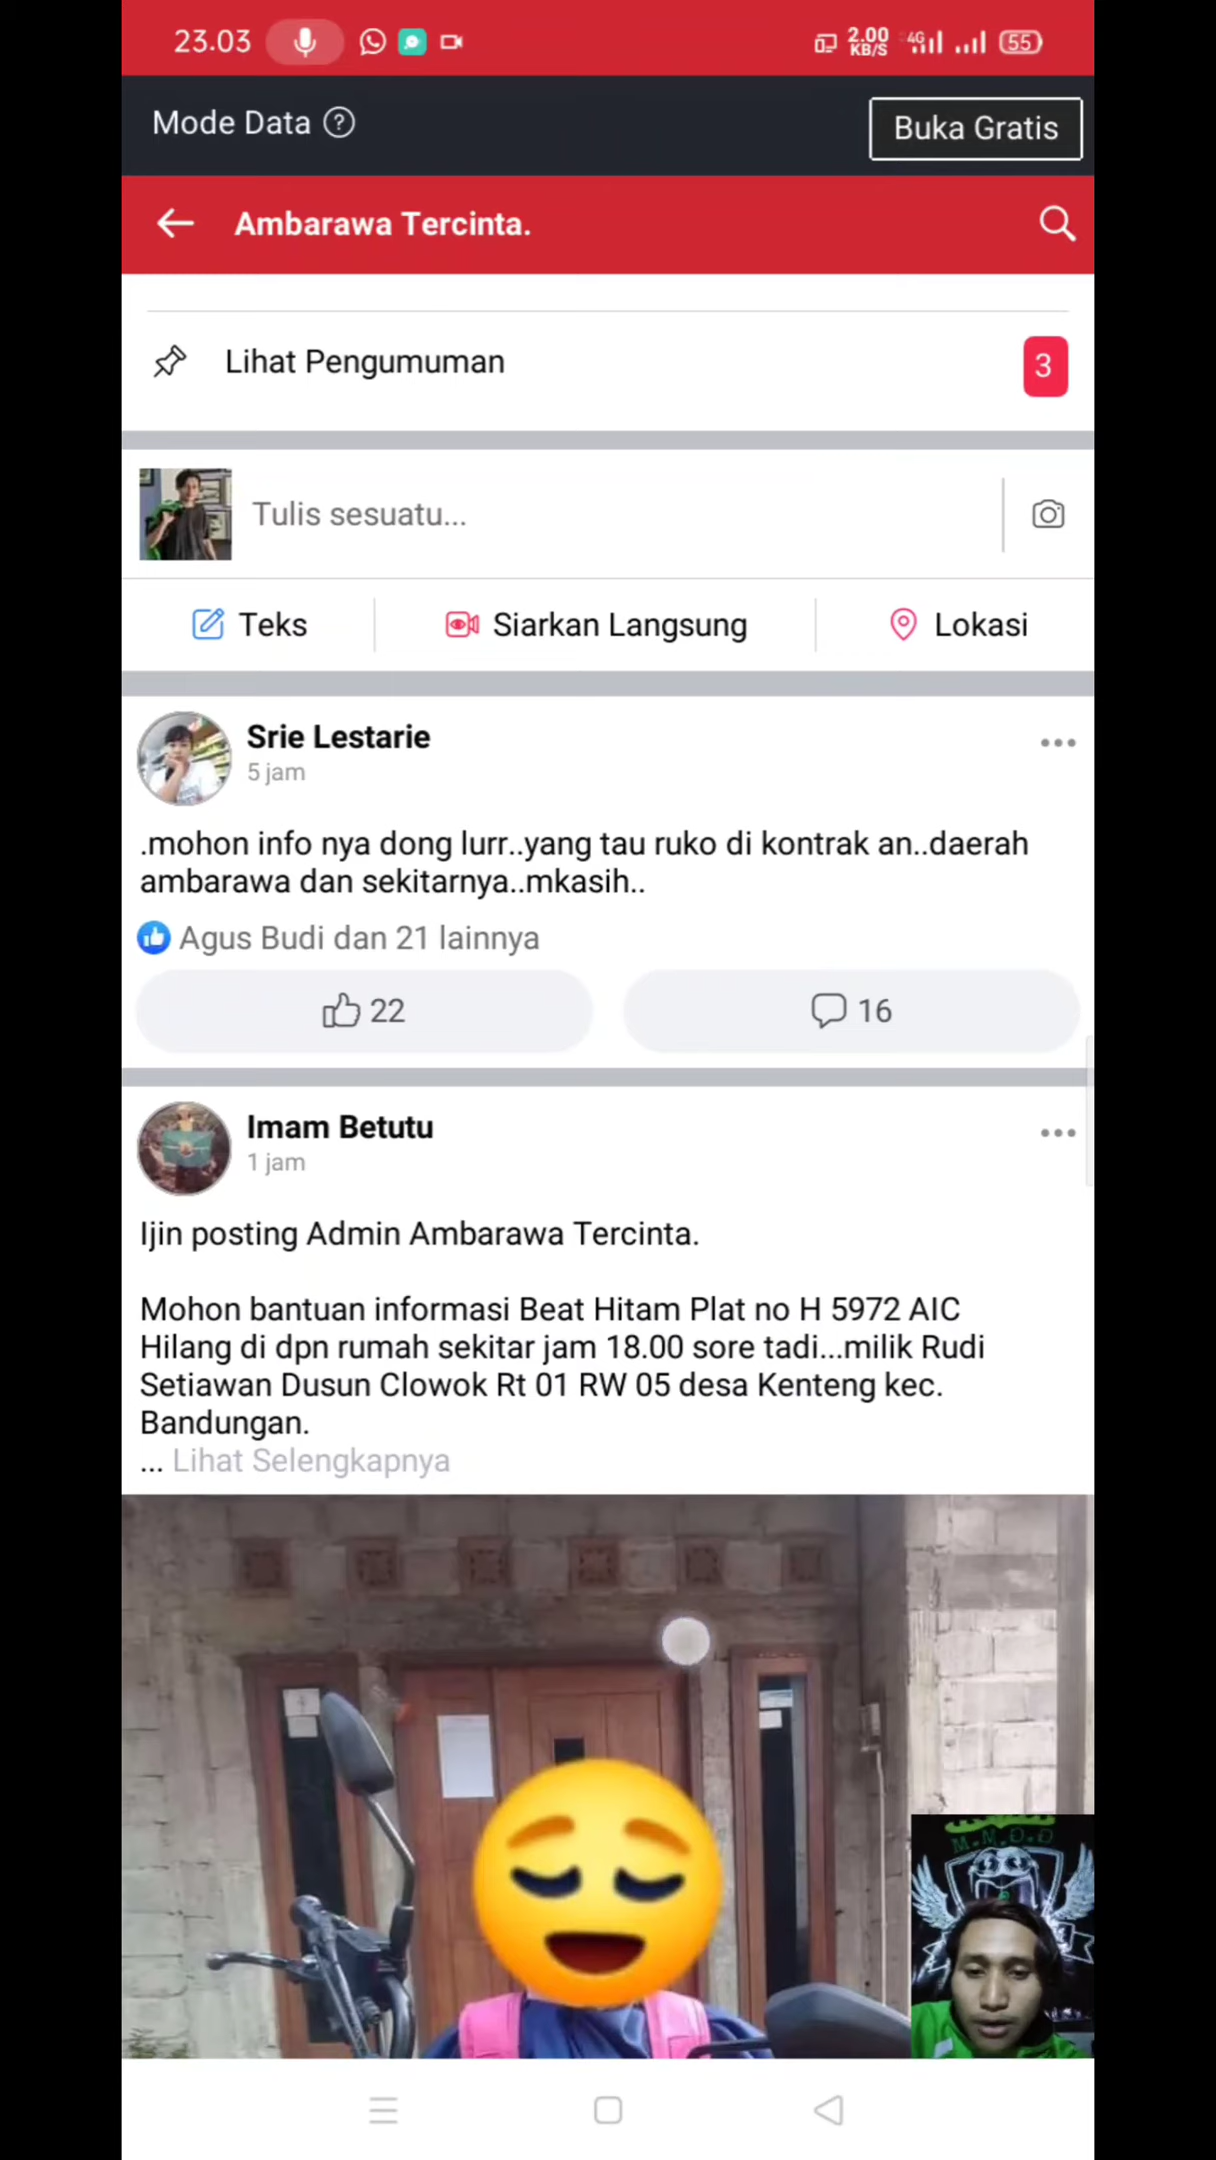 23.03
2.00
KB/S
4G
55
Mode Data ?
Buka Gratis
Ambarawa Tercinta.
Lihat Pengumuman
3
Tulis sesuatu...
Teks
Siarkan Langsung
Lokasi
Srie Lestarie
5 jam
.mohon info nya dong lurr..yang tau ruko di kontrak an..daerah
ambarawa dan sekitarnya..mkasih..
Agus Budi dan 21 lainnya
22
16
Imam Betutu
1 jam
Ijin posting Admin Ambarawa Tercinta.
Mohon bantuan informasi Beat Hitam Plat no H 5972 AIC
Hilang di dpn rumah sekitar jam 18.00 sore tadi...milik Rudi
Setiawan Dusun Clowok Rt 01 RW 05 desa Kenteng kec.
Bandungan.
... Lihat Selengkapnya
M.M.O.D